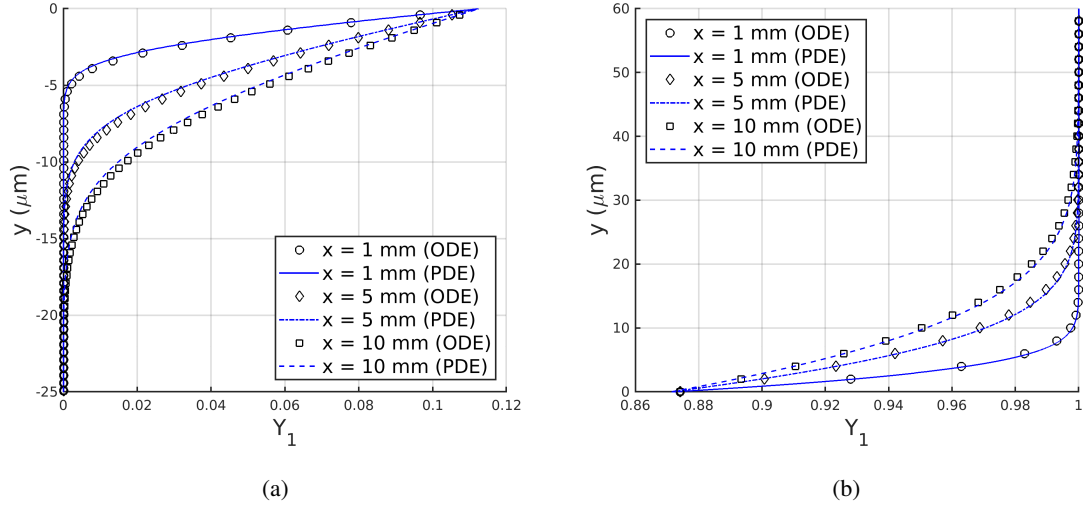 0
-5
-10
-15
-20
-25
y (μm)
0 0.02 0.04 0.06 0.08 0.1 0.12
Y1
x = 1 mm (ODE)
x = 1 mm (PDE)
x = 5 mm (ODE)
x = 5 mm (PDE)
x = 10 mm (ODE)
x = 10 mm (PDE)
(a)
60
50
40
30
20
10
0
y (μm)
0.86 0.88 0.9 0.92 0.94 0.96 0.98 1
Y1
x = 1 mm (ODE)
x = 1 mm (PDE)
x = 5 mm (ODE)
x = 5 mm (PDE)
x = 10 mm (ODE)
x = 10 mm (PDE)
(b)